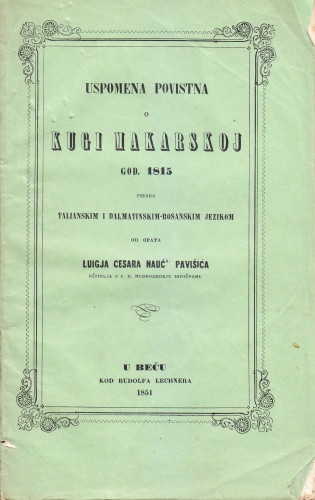 USPOMENA POVISTNA
O
KUGI MAKARSKOJ
GOD. 1815
TALIANSKIM I DALMATINSKIM-BOSANSKIM JEZIKOM
OD OPATA
LUIGJA CESARA NAUČ PAVIŠIĆA
U BEČU
KOD RUDOLFA LECHNERA
1851